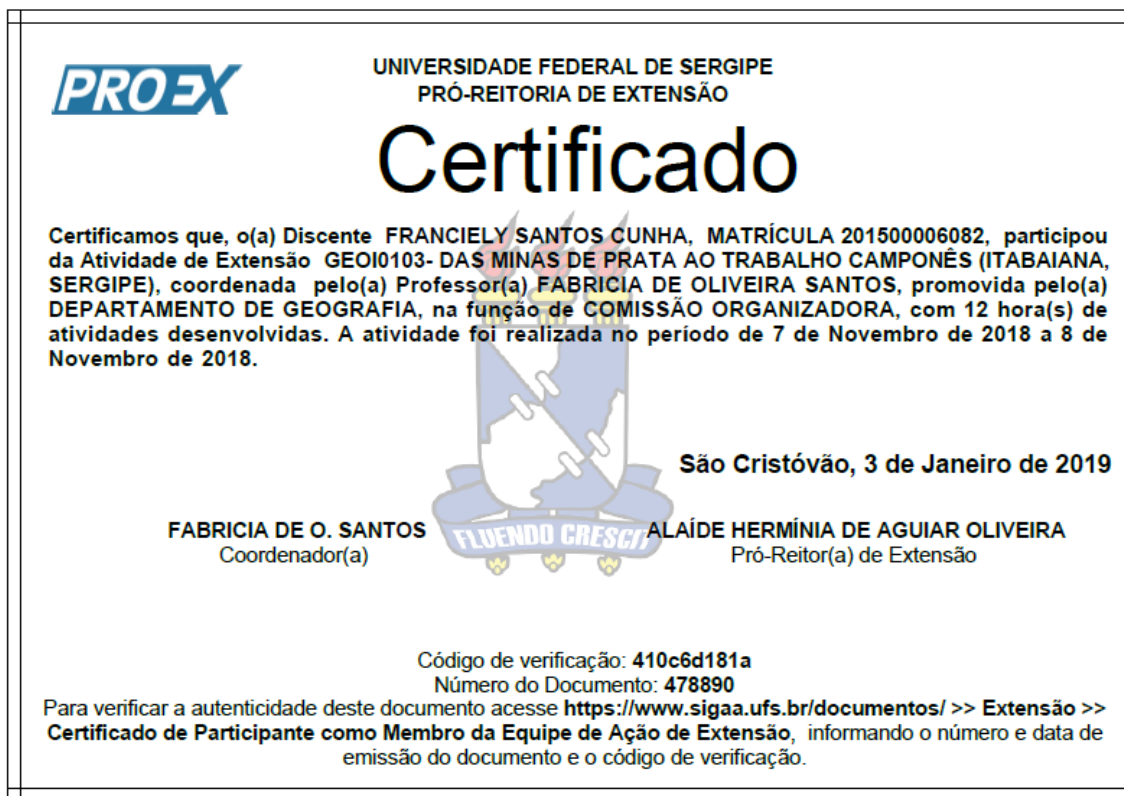 PROEX
UNIVERSIDADE FEDERAL DE SERGIPE
PRÓ-REITORIA DE EXTENSÃO
Certificado
Certificamos que, o(a) Discente FRANCIELY SANTOS CUNHA, MATRÍCULA 201500006082, participou
da Atividade de Extensão GEOI0103- DAS MINAS DE PRATA AO TRABALHO CAMPONÊS (ITABAIANA,
SERGIPE), coordenada pelo(a) Professor(a) FABRICIA DE OLIVEIRA SANTOS, promovida pelo(a)
DEPARTAMENTO DE GEOGRAFIA, na função de COMISSÃO ORGANIZADORA, com 12 hora(s) de
atividades desenvolvidas. A atividade foi realizada no período de 7 de Novembro de 2018 a 8 de
Novembro de 2018.
São Cristóvão, 3 de Janeiro de 2019
FABRICIA DE O. SANTOS
Coordenador(a)
FLUENDO CRESCIT
ALAÍDE HERMÍNIA DE AGUIAR OLIVEIRA
Pró-Reitor(a) de Extensão
Código de verificação: 410c6d181a
Número do Documento: 478890
Para verificar a autenticidade deste documento acesse https://www.sigaa.ufs.br/documentos/ >> Extensão >>
Certificado de Participante como Membro da Equipe de Ação de Extensão, informando o número e data de
emissão do documento e o código de verificação.